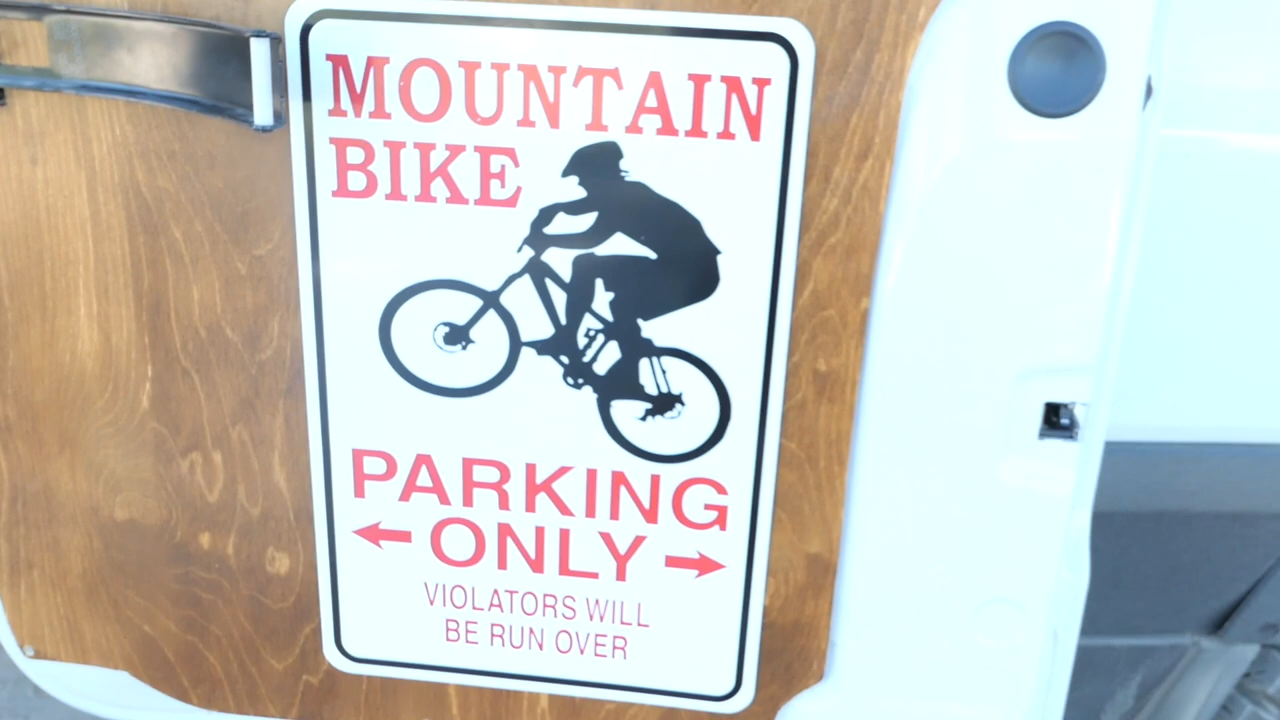 MOUNTAIN
BIKE
PARKING
ONLY
VIOLATORS WILL
BE RUN OVER